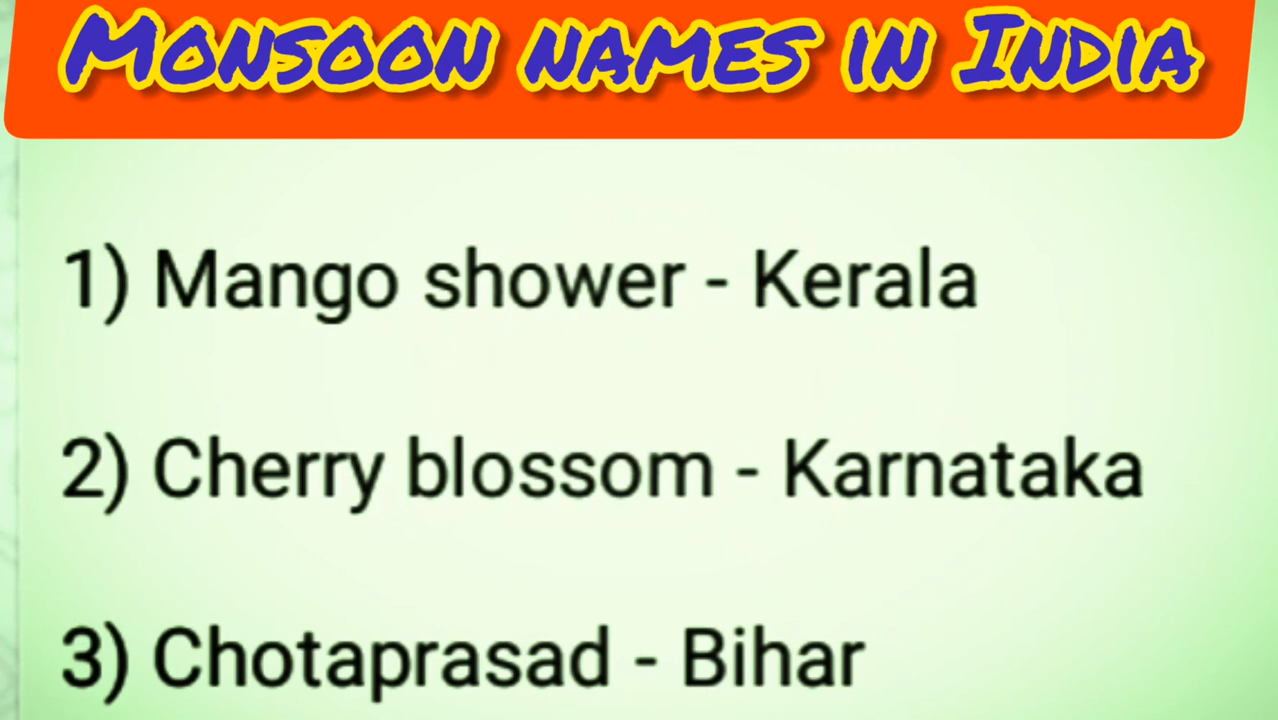 Monsoon names in India
1) Mango shower - Kerala
2) Cherry blossom - Karnataka
3) Chotaprasad - Bihar